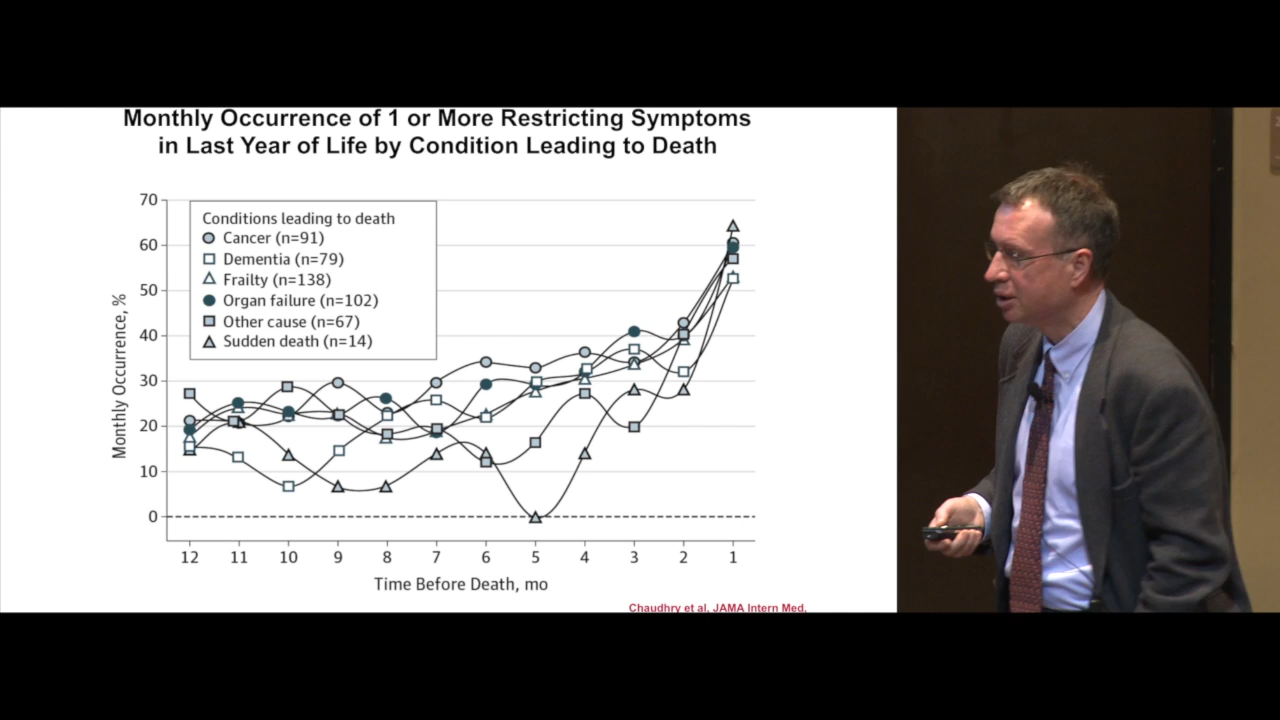 Monthly Occurrence of 1 or More Restricting Symptoms
in Last Year of Life by Condition Leading to Death
70
60
50
40
30
20
10
0
Monthly Occurrence, %
Conditions leading to death
Cancer (n=91)
Dementia (n=79)
Frailty (n=138)
Organ failure (n=102)
Other cause (n=67)
Sudden death (n=14)
12 11 10 9 8 7 6 5 4 3 2 1
Time Before Death, mo
Chaudhry et al, JAMA Intern Med,